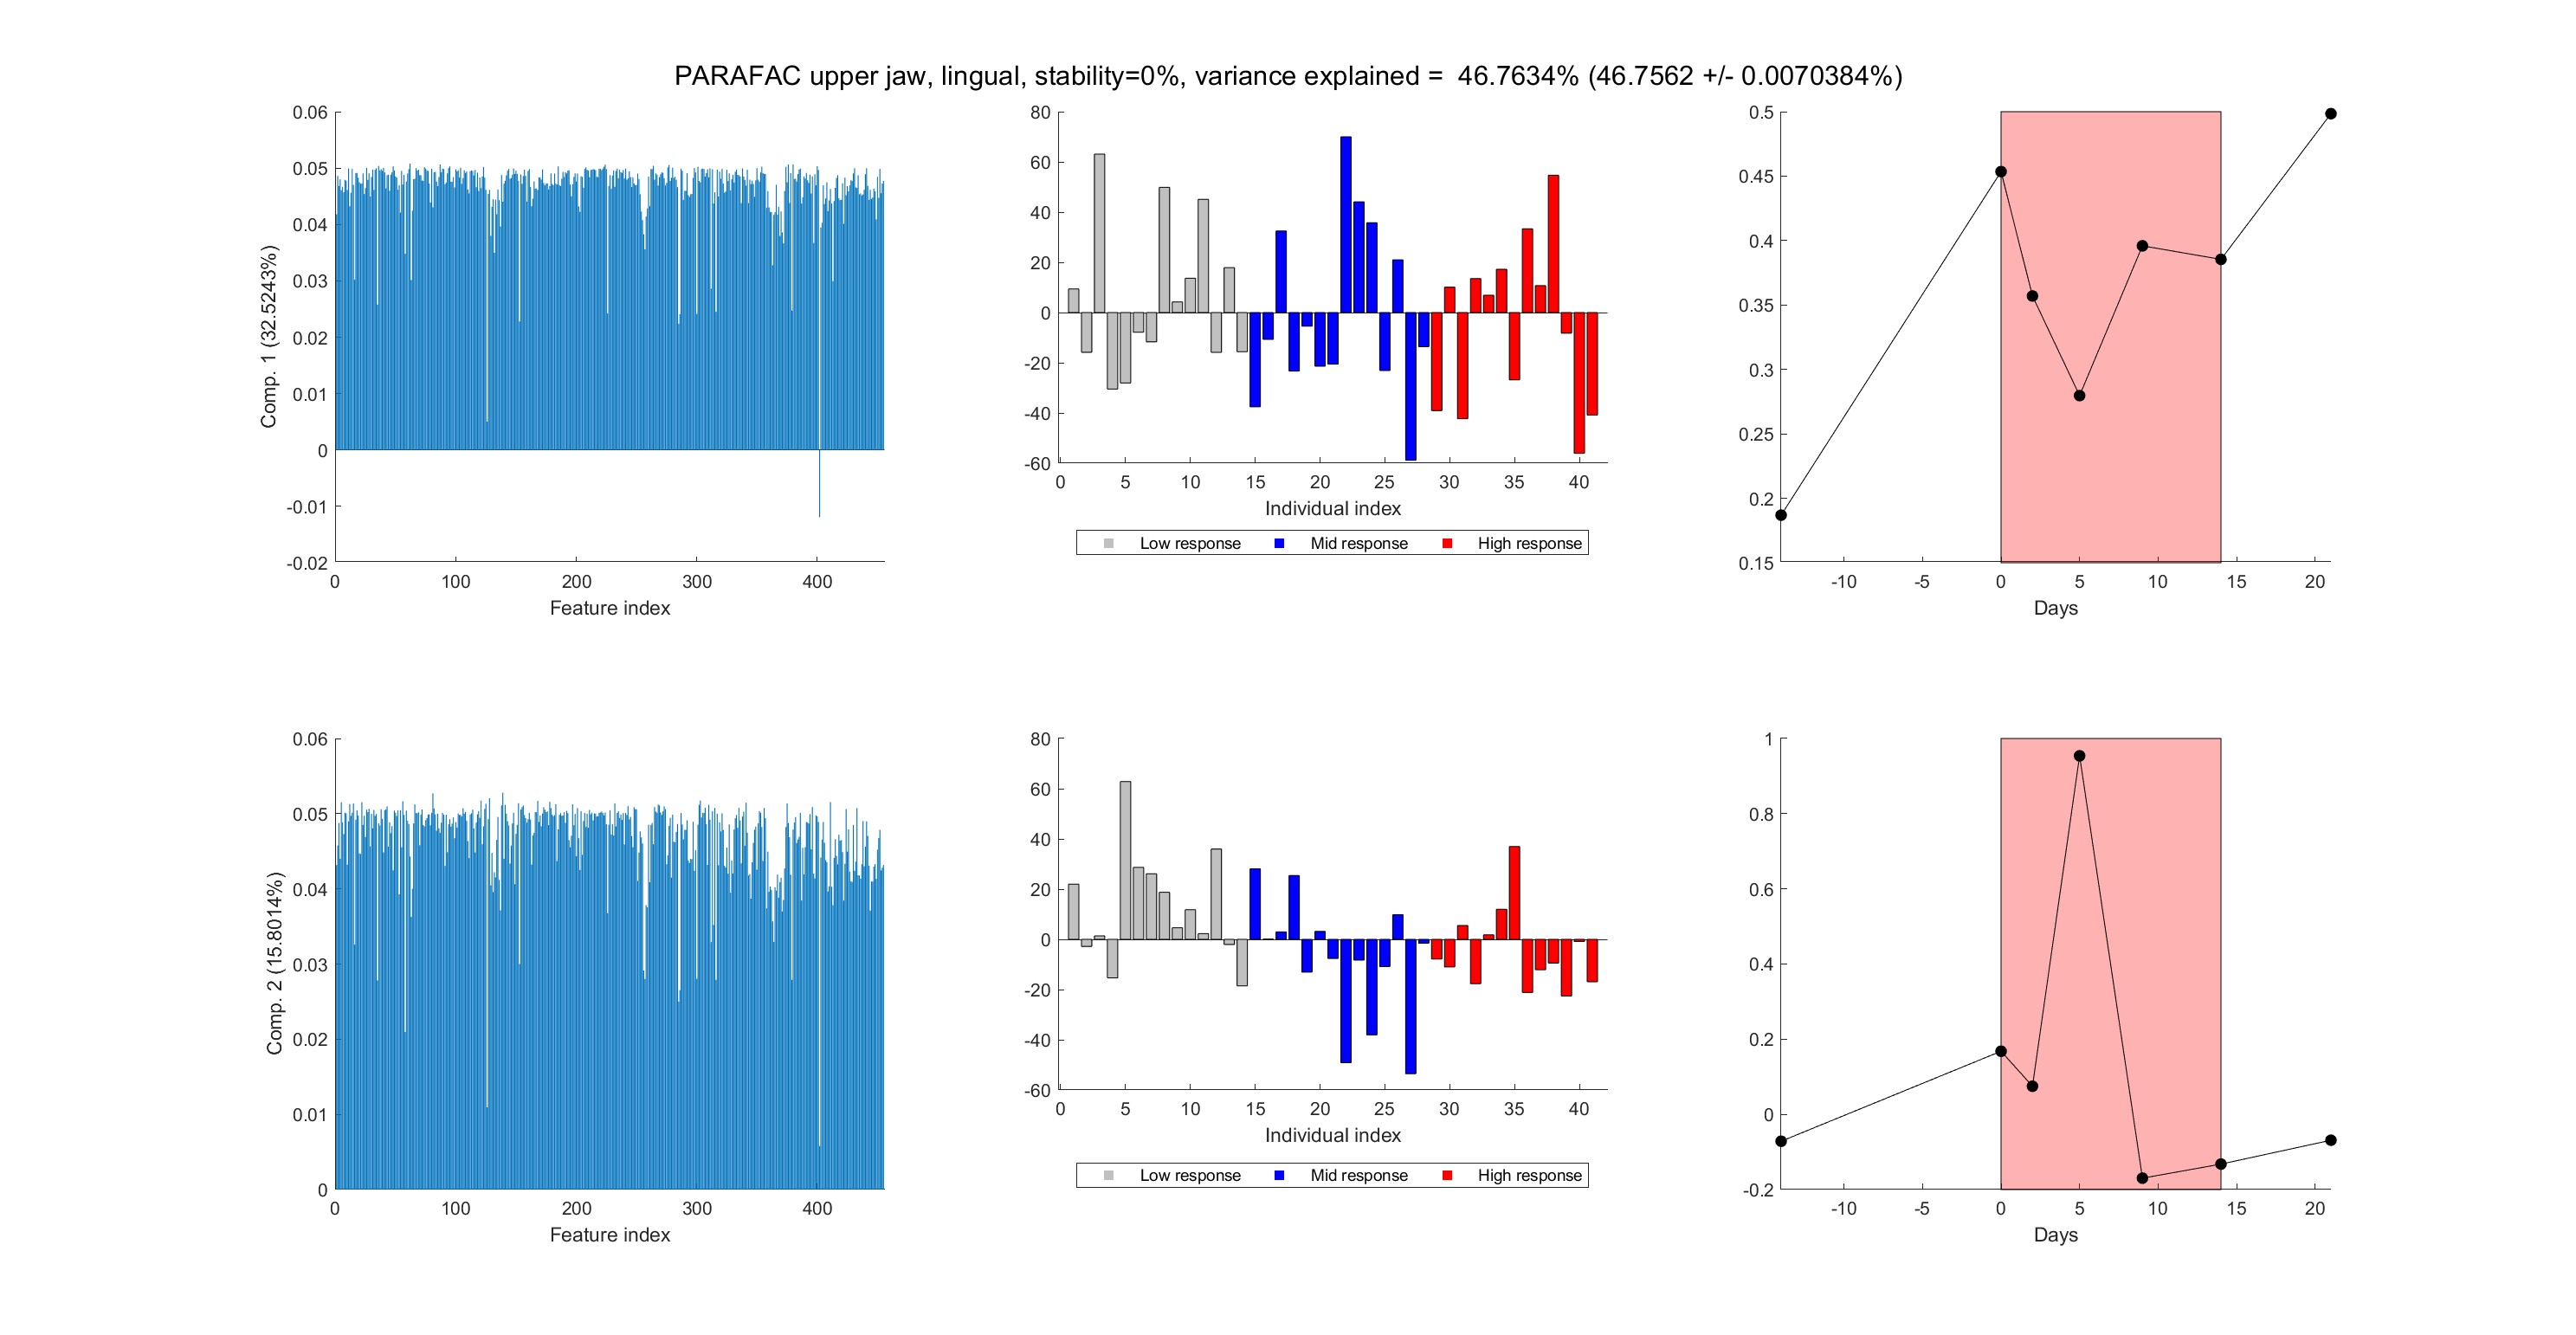 PARAFAC upper jaw, lingual, stability=0%, variance explained =  46.7634% (46.7562 +/- 0.0070384%)
0.06
0.05
0.04
0.03
0.02
0.01
0
-0.01
-0.02
Comp. 1 (32.5243%)
0 100 200 300 400
Feature index
80
60
40
20
0
-20
-40
-60
0 5 10 15 20 25 30 35 40
Individual index
Low response Mid response High response
0.5
0.45
0.4
0.35
0.3
0.25
0.2
0.15
-10 -5 0 5 10 15 20
Days
0.06
0.05
0.04
0.03
0.02
0.01
0
Comp. 2 (15.8014%)
0 100 200 300 400
Feature index
80
60
40
20
0
-20
-40
-60
0 5 10 15 20 25 30 35 40
Individual index
Low response Mid response High response
1
0.8
0.6
0.4
0.2
0
-0.2
-10 -5 0 5 10 15 20
Days